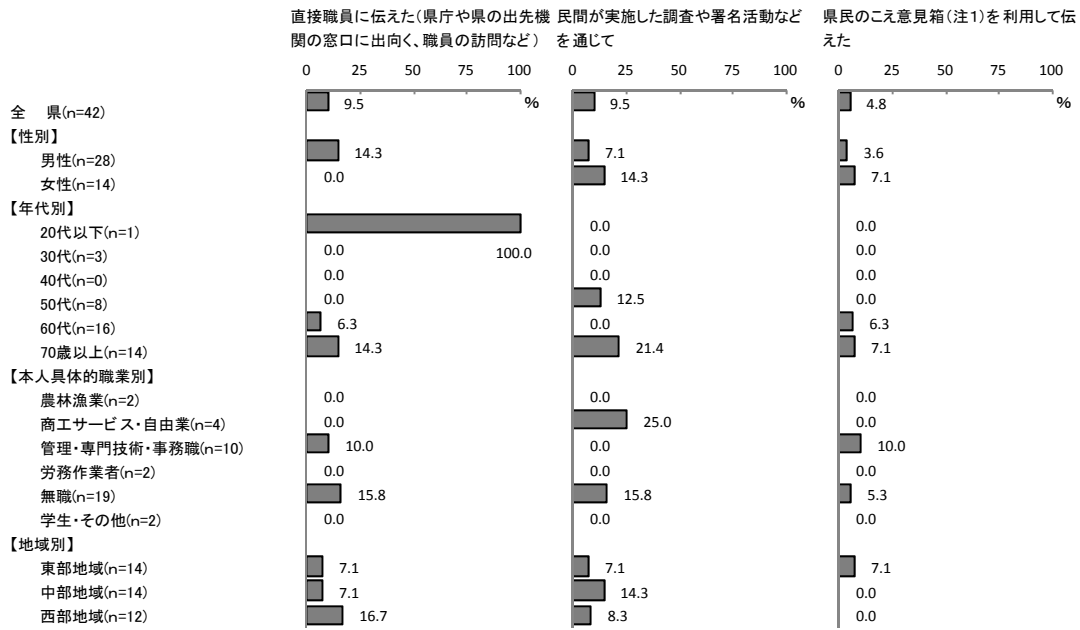 直接職員に伝えた（県庁や県の出先機 民間が実施した調査や署名活動など 県民のこえ意見箱（注1）を利用して伝
関の窓口に出向く、職員の訪問など） を通じて えた
0 25 50 75 100 0 25 50 75 100 0 25 50 75 100
% % %
全　県(n=42) 9.5 9.5 4.8
【性別】
男性(n=28) 14.3 7.1 3.6
女性(n=14) 0.0 14.3 7.1
【年代別】
20代以下(n=1) 100.0 0.0 0.0
30代(n=3) 0.0 0.0 0.0
40代(n=0) 0.0 0.0 0.0
50代(n=8) 0.0 12.5 0.0
60代(n=16) 6.3 0.0 6.3
70歳以上(n=14) 14.3 21.4 7.1
【本人具体的職業別】
農林漁業(n=2) 0.0 0.0 0.0
商工サービス・自由業(n=4) 0.0 25.0 0.0
管理・専門技術・事務職(n=10) 10.0 0.0 10.0
労務作業者(n=2) 0.0 0.0 0.0
無職(n=19) 15.8 15.8 5.3
学生・その他(n=2) 0.0 0.0 0.0
【地域別】
東部地域(n=14) 7.1 7.1 7.1
中部地域(n=14) 7.1 14.3 0.0
西部地域(n=12) 16.7 8.3 0.0